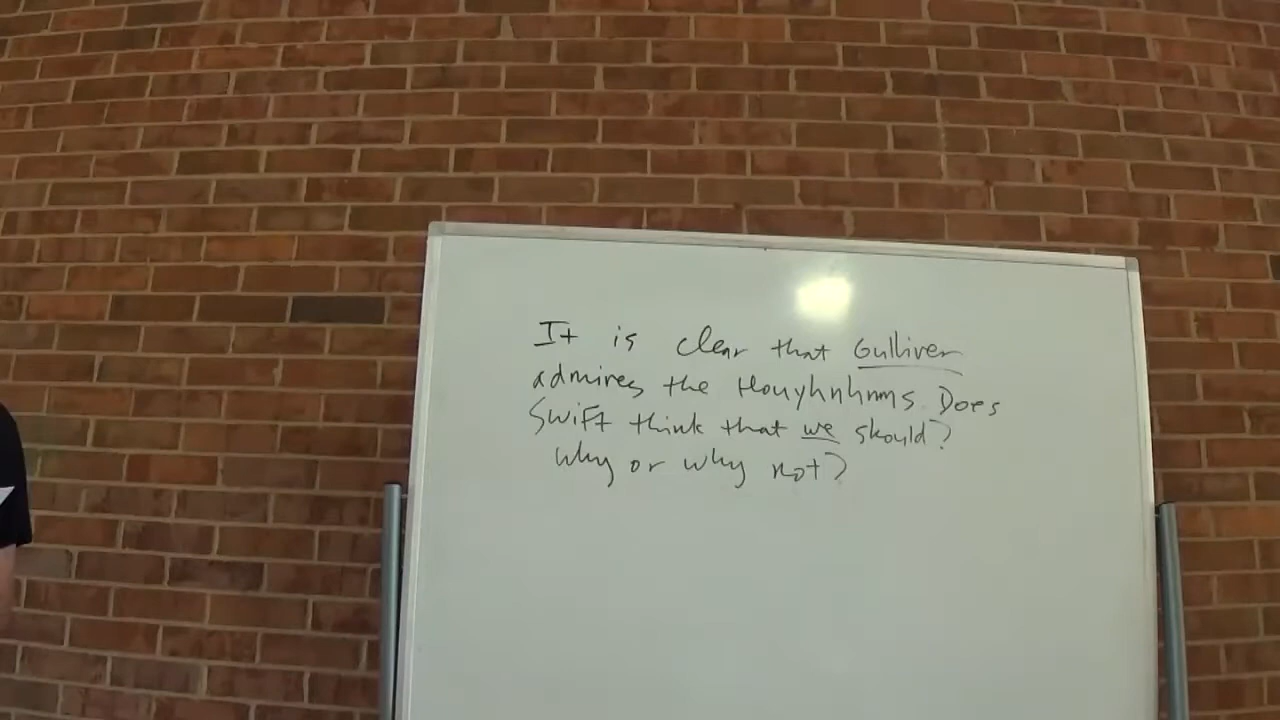 It is clear that Gulliver
admires the Houyhnhnms. Does
Swift think that we should?
Why or why not?